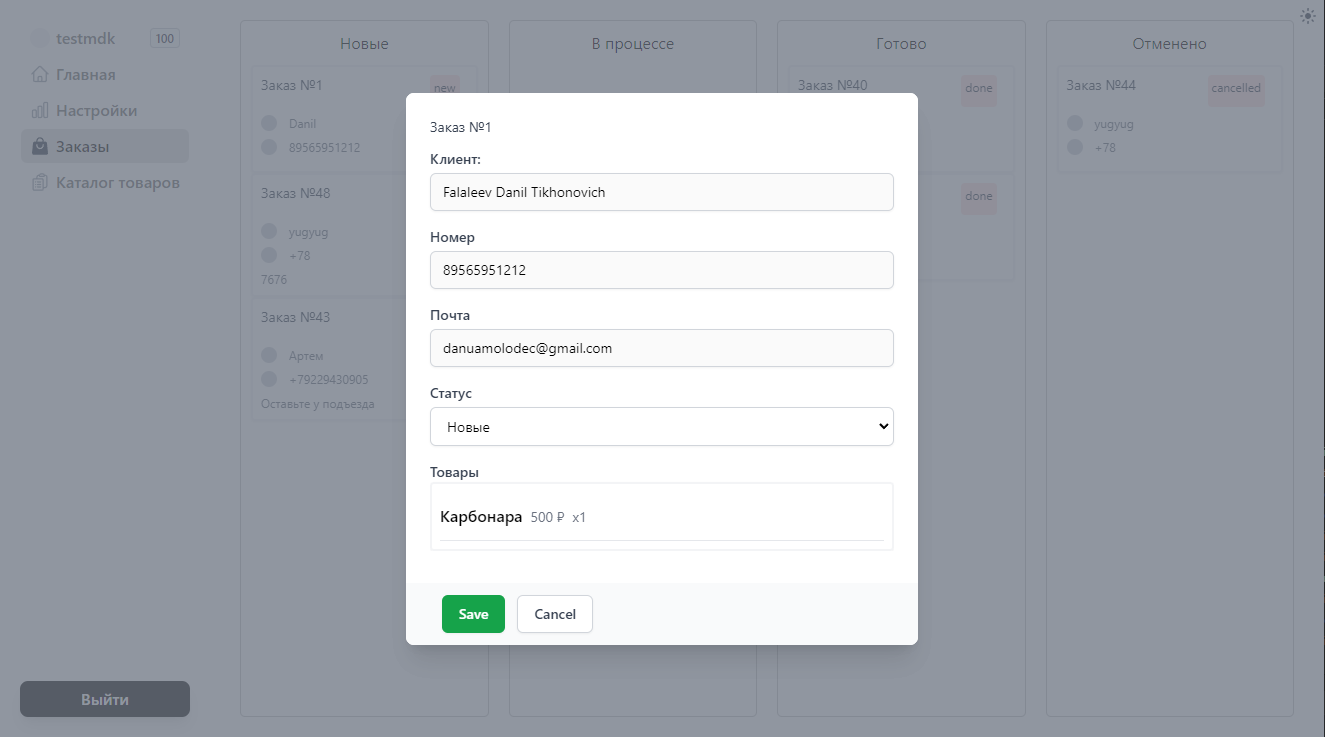 testmdk 100
Главная
Настройки
Заказы
Каталог товаров
Выйти
Новые
Заказ №1 new
Danil
89565951212
Заказ №48
yugyug
+78
7676
Заказ №43
Артем
+79229430905
Оставьте у подъезда
В процессе
Готово
Заказ №40 done
done
Отменено
Заказ №44 cancelled
yugyug
+78
Заказ №1
Клиент:
Falaleev Danil Tikhonovich
Номер
89565951212
Почта
danuamolodec@gmail.com
Статус
Новые
Товары
Карбонара 500 ₽ x1
Save Cancel